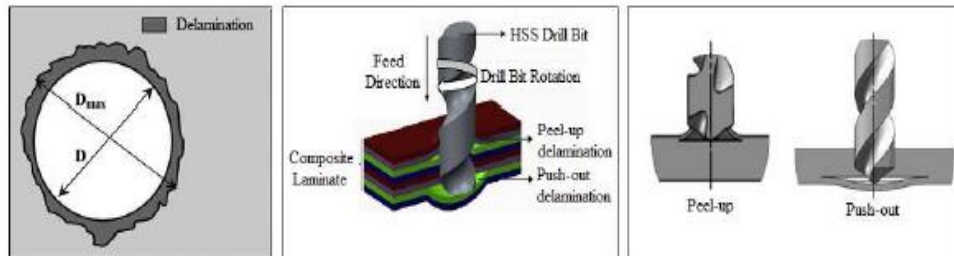 Delamination
Dmax
D
HSS Drill Bit
Feed
Direction
Drill Bit Rotation
Peel-up
delamination
Composite
Laminate
Push-out
delamination
Peel-up
Push-out